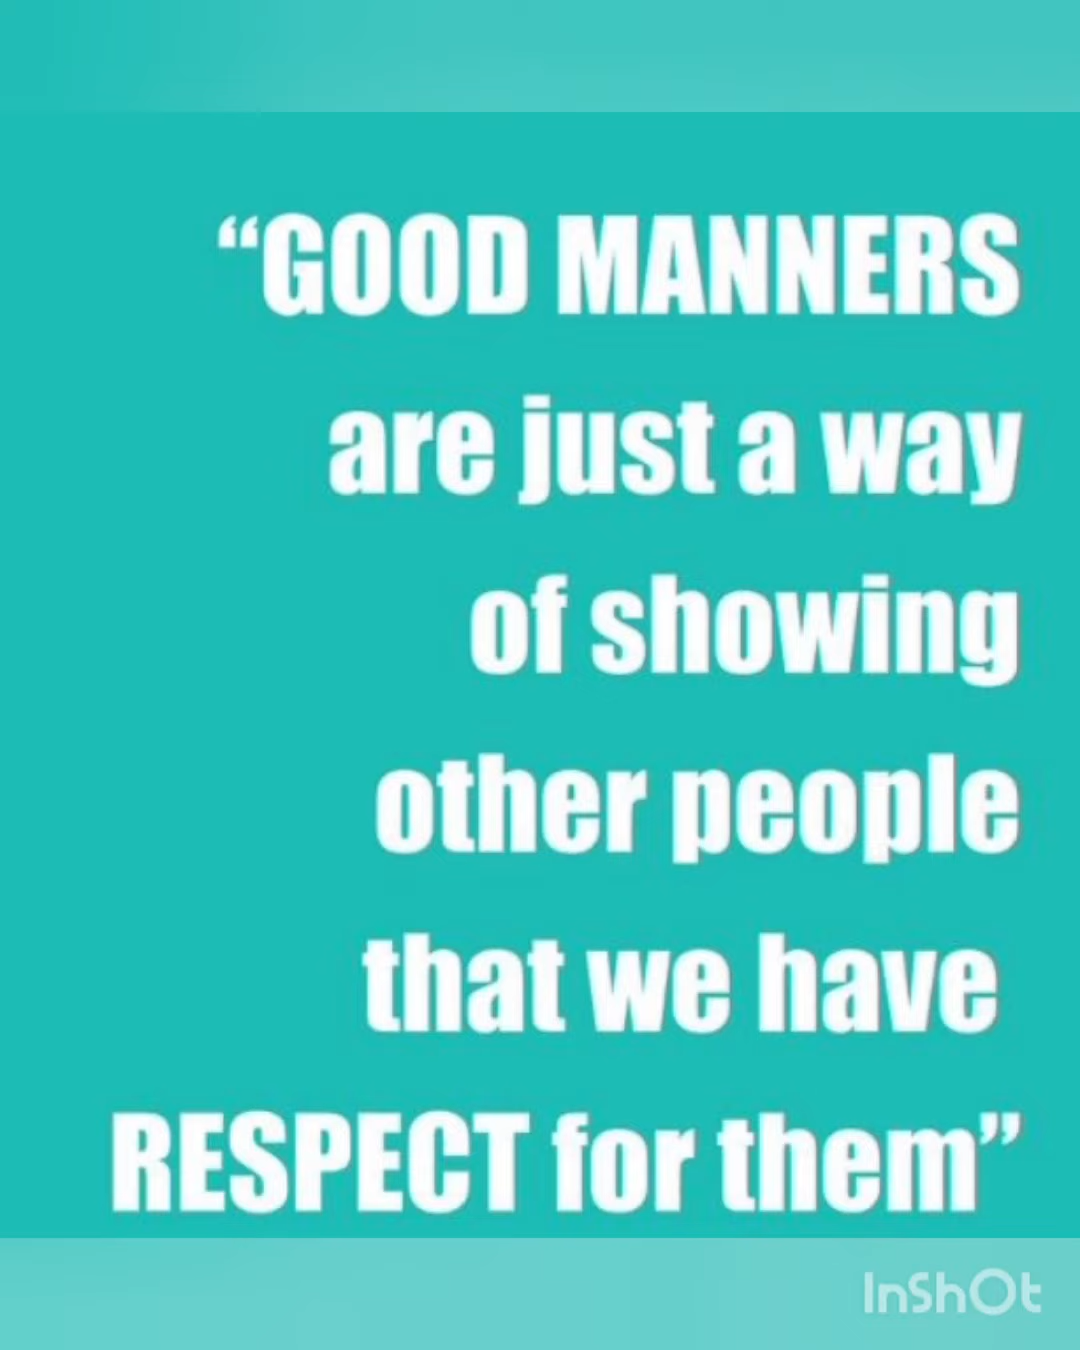 “GOOD MANNERS
are just a way
of showing
other people
that we have
RESPECT for them”
InShOt